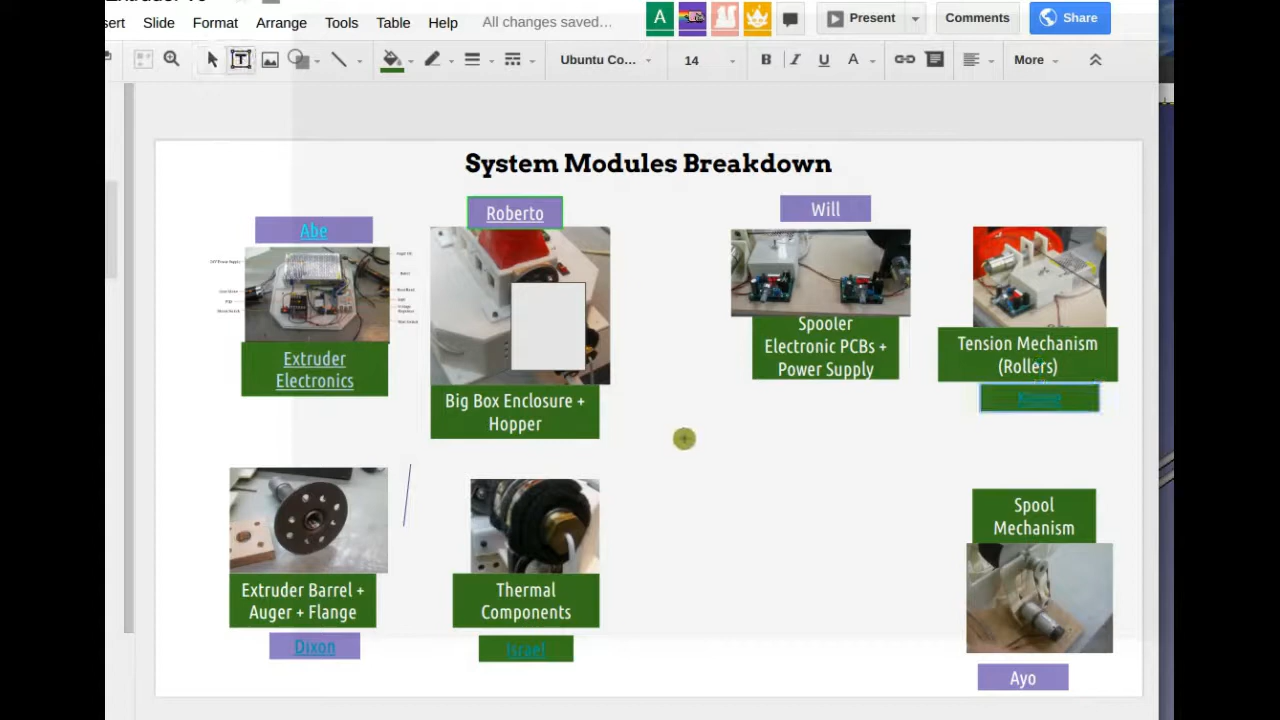 Slide Format Arrange Tools Table Help All changes saved… A Present Comments Share
Ubuntu Co... 14 B I U A More
System Modules Breakdown
Abe
Extruder
Electronics
Roberto
Big Box Enclosure +
Hopper
Will
Spooler
Electronic PCBs +
Power Supply
Tension Mechanism
(Rollers)
Extruder Barrel +
Auger + Flange
Dixon
Thermal
Components
Israel
Spool
Mechanism
Ayo